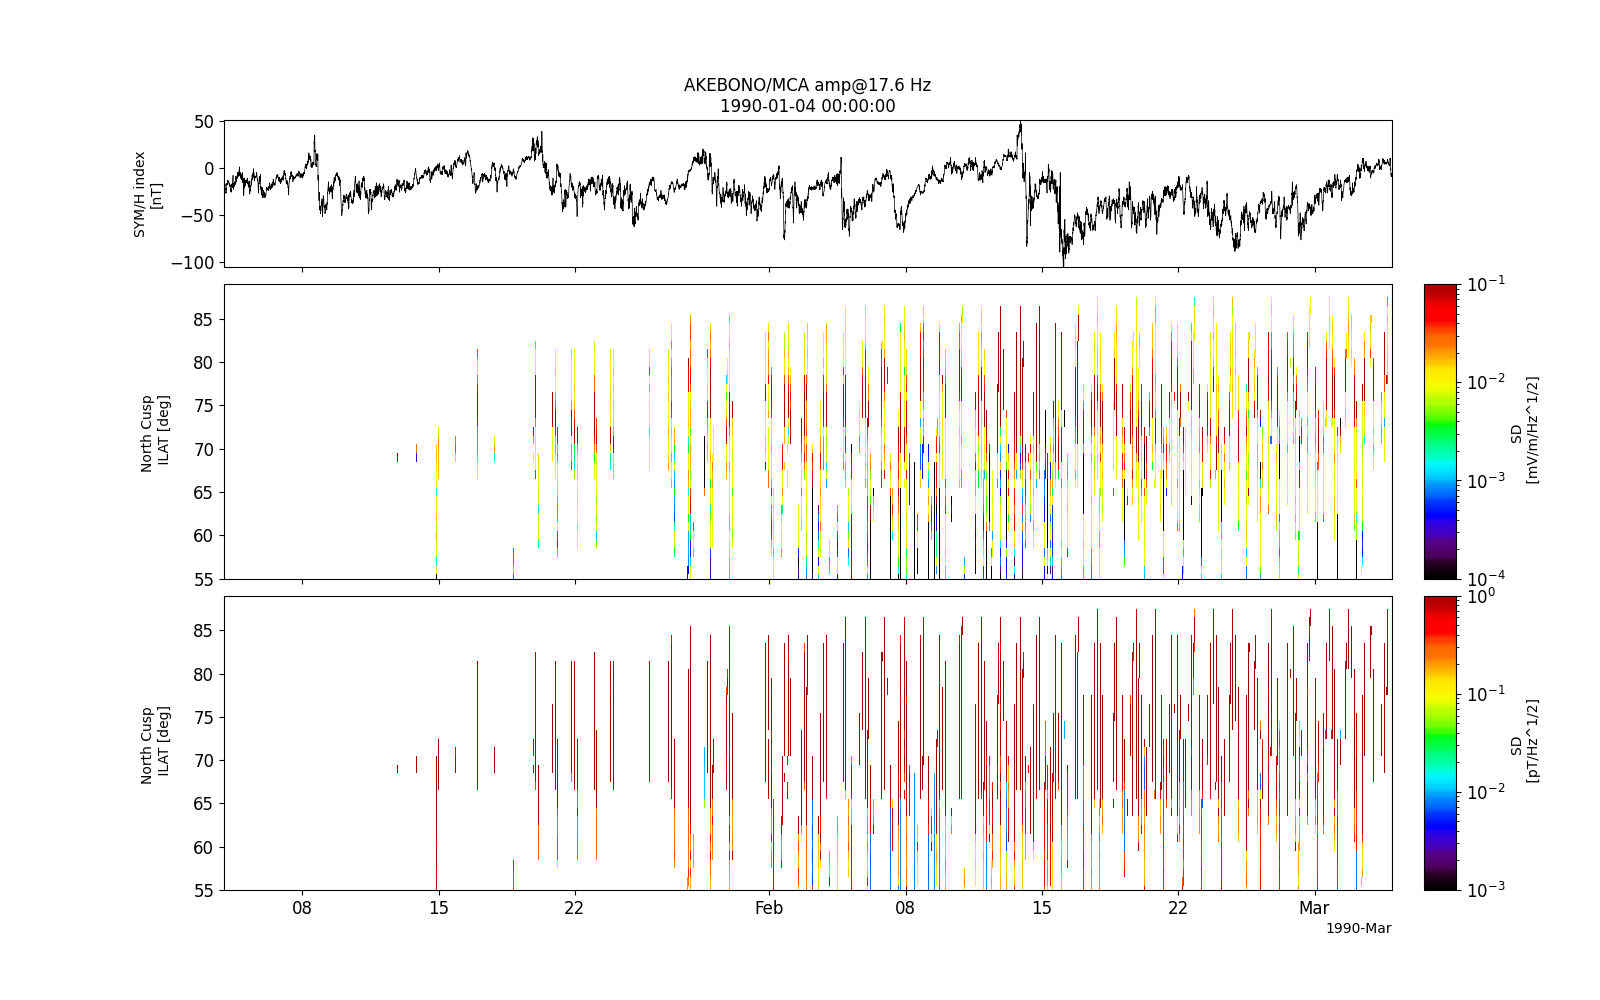 AKEBONO/MCA amp@17.6 Hz
1990-01-04 00:00:00
SYM/H index
[nT]
50
0
−50
−100
North Cusp
ILAT [deg]
85
80
75
70
65
60
55
10^−1
10^−2
10^−3
10^−4
SD
[mV/m/Hz^1/2]
North Cusp
ILAT [deg]
85
80
75
70
65
60
55
10^0
10^−1
10^−2
10^−3
SD
[pT/Hz^1/2]
08 15 22 Feb 08 15 22 Mar
1990-Mar